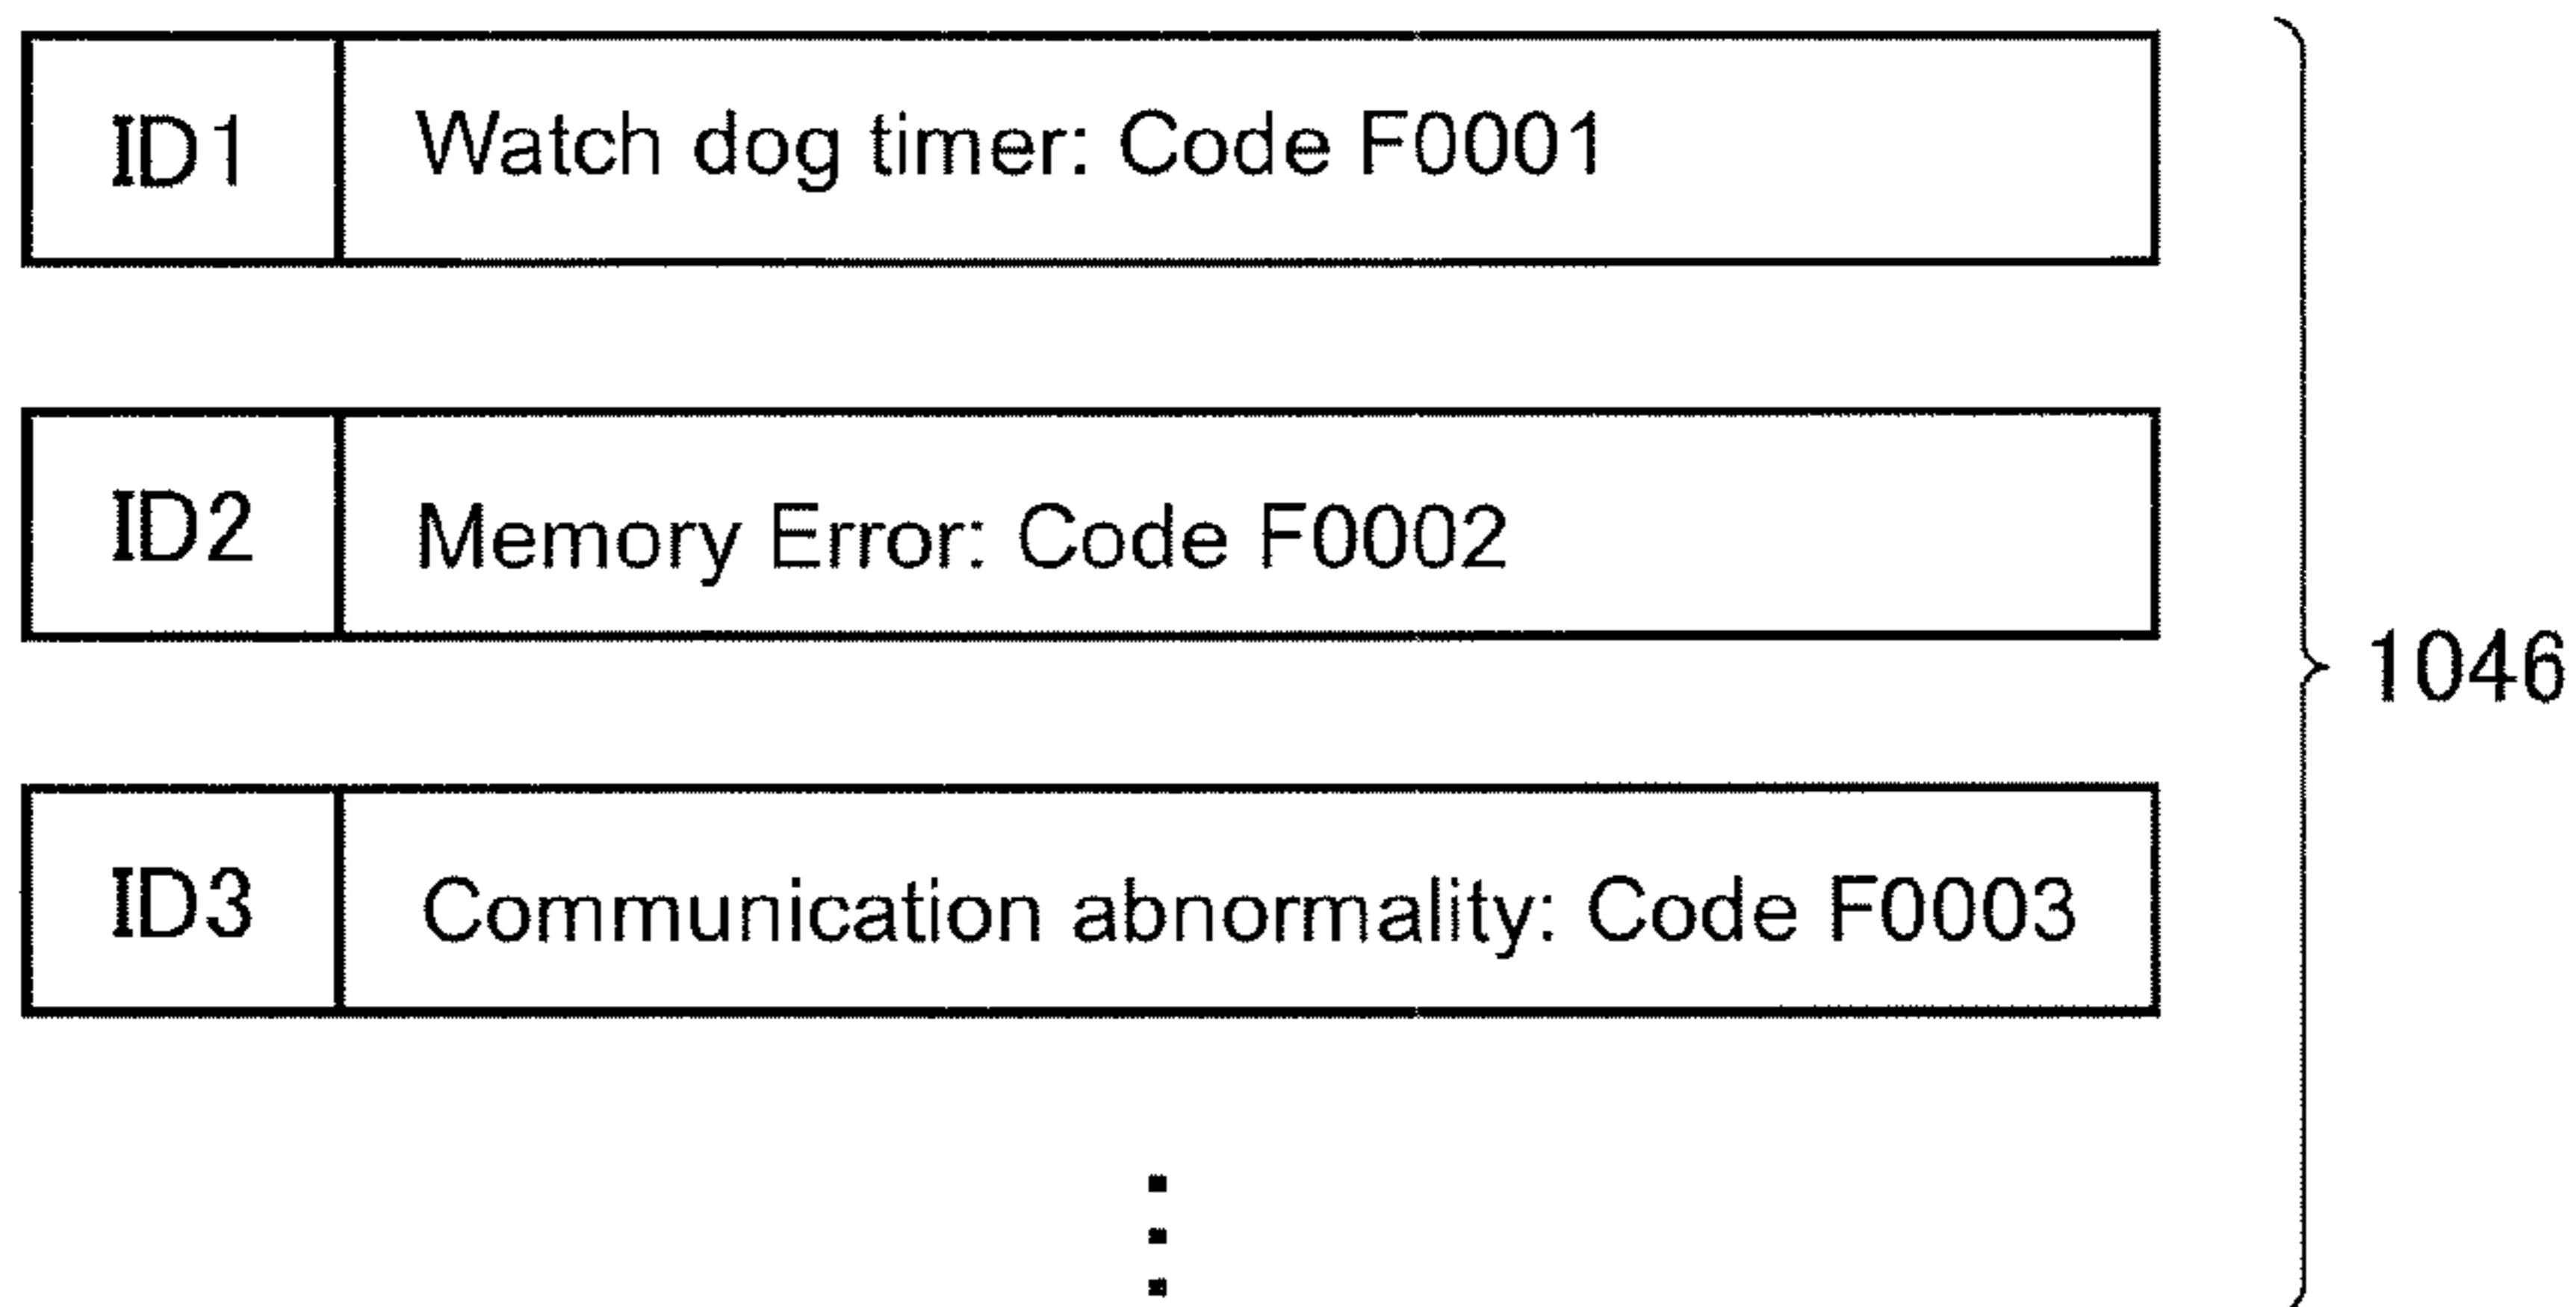 ID1 Watch dog timer: Code F0001
ID2 Memory Error: Code F0002
1046
ID3 Communication abnormality: Code F0003